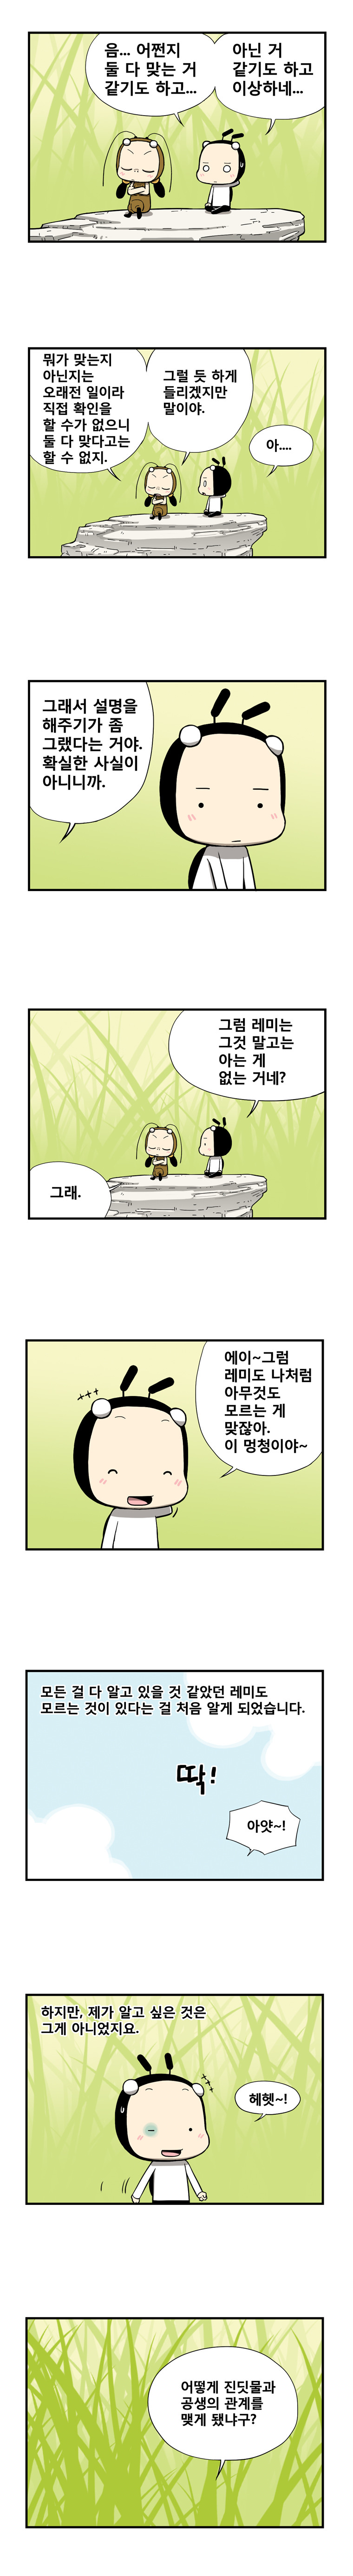 음... 어쩐지
둘 다 맞는 거
같기도 하고...
아닌 거
같기도 하고
이상하네...
뭐가 맞는지
아닌지는
오래전 일이라
직접 확인을
할 수가 없으니
둘 다 맞다고는
할 수 없지.
그럴 듯 하게
들리겠지만
말이야.
아....
그래서 설명을
해주기가 좀
그랬다는 거야.
확실한 사실이
아니니까.
그럼 레미는
그것 말고는
아는 게
없는 거네?
그래.
에이~그럼
레미도 나처럼
아무것도
모르는 게
맞잖아.
이 멍청이야~
모든 걸 다 알고 있을 것 같았던 레미도
모르는 것이 있다는 걸 처음 알게 되었습니다.
딱!
아얏~!
하지만, 제가 알고 싶은 것은
그게 아니었지요.
헤헷~!
어떻게 진딧물과
공생의 관계를
맺게 됐냐구?